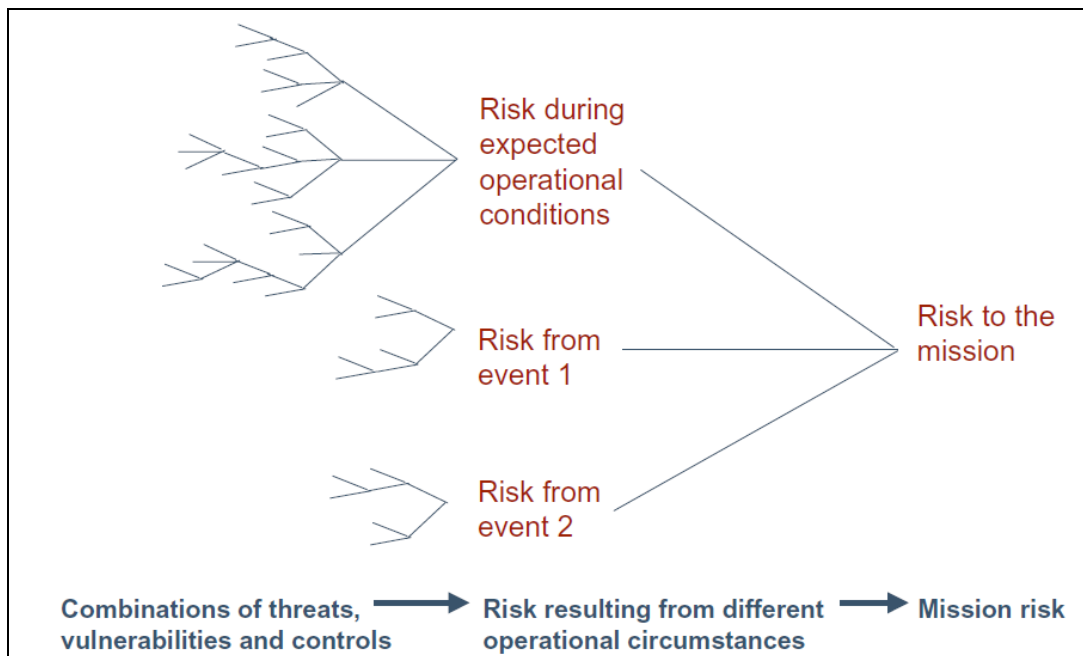 Risk during
expected
operational
conditions
Risk from
event 1
Risk to the
mission
Risk from
event 2
Combinations of threats,
vulnerabilities and controls
Risk resulting from different
operational circumstances
Mission risk